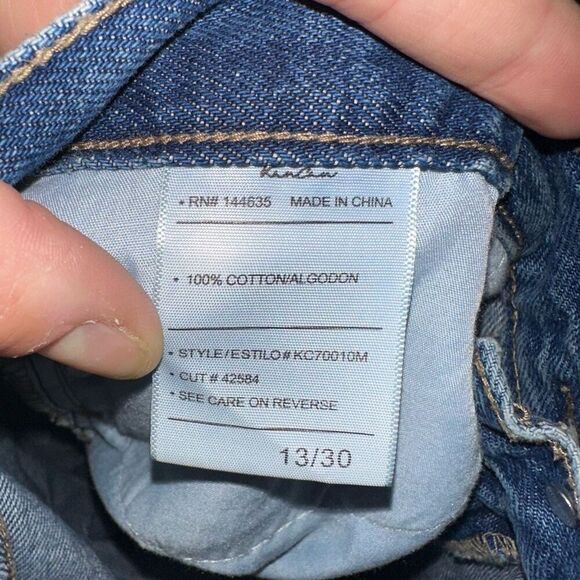 KanCan
• RN# 144635 MADE IN CHINA
• 100% COTTON/ALGODON
• STYLE/ESTILO# KC70010M
• CUT # 42584
• SEE CARE ON REVERSE
13/30